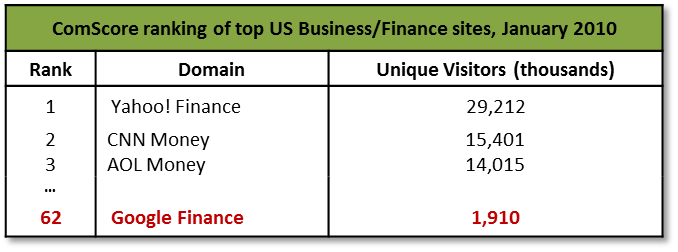 ComScore ranking of top US Business/Finance sites, January 2010
Rank Domain Unique Visitors (thousands)
1 Yahoo! Finance 29,212
2 CNN Money 15,401
3 AOL Money 14,015
...
62 Google Finance 1,910